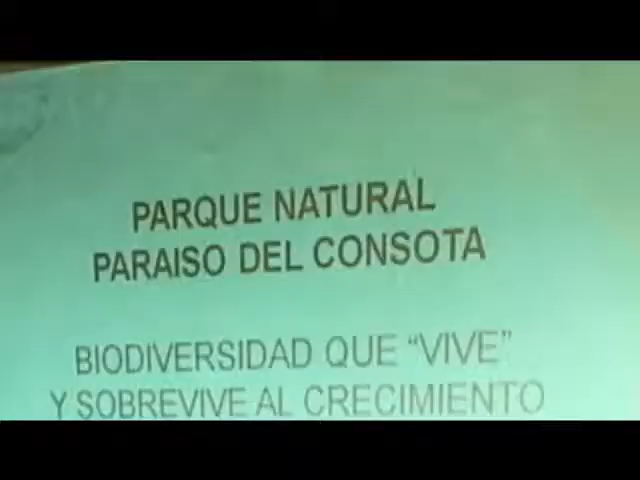 PARQUE NATURAL
PARAISO DEL CONSOTA
BIODIVERSIDAD QUE “VIVE”
Y SOBREVIVE AL CRECIMIENTO